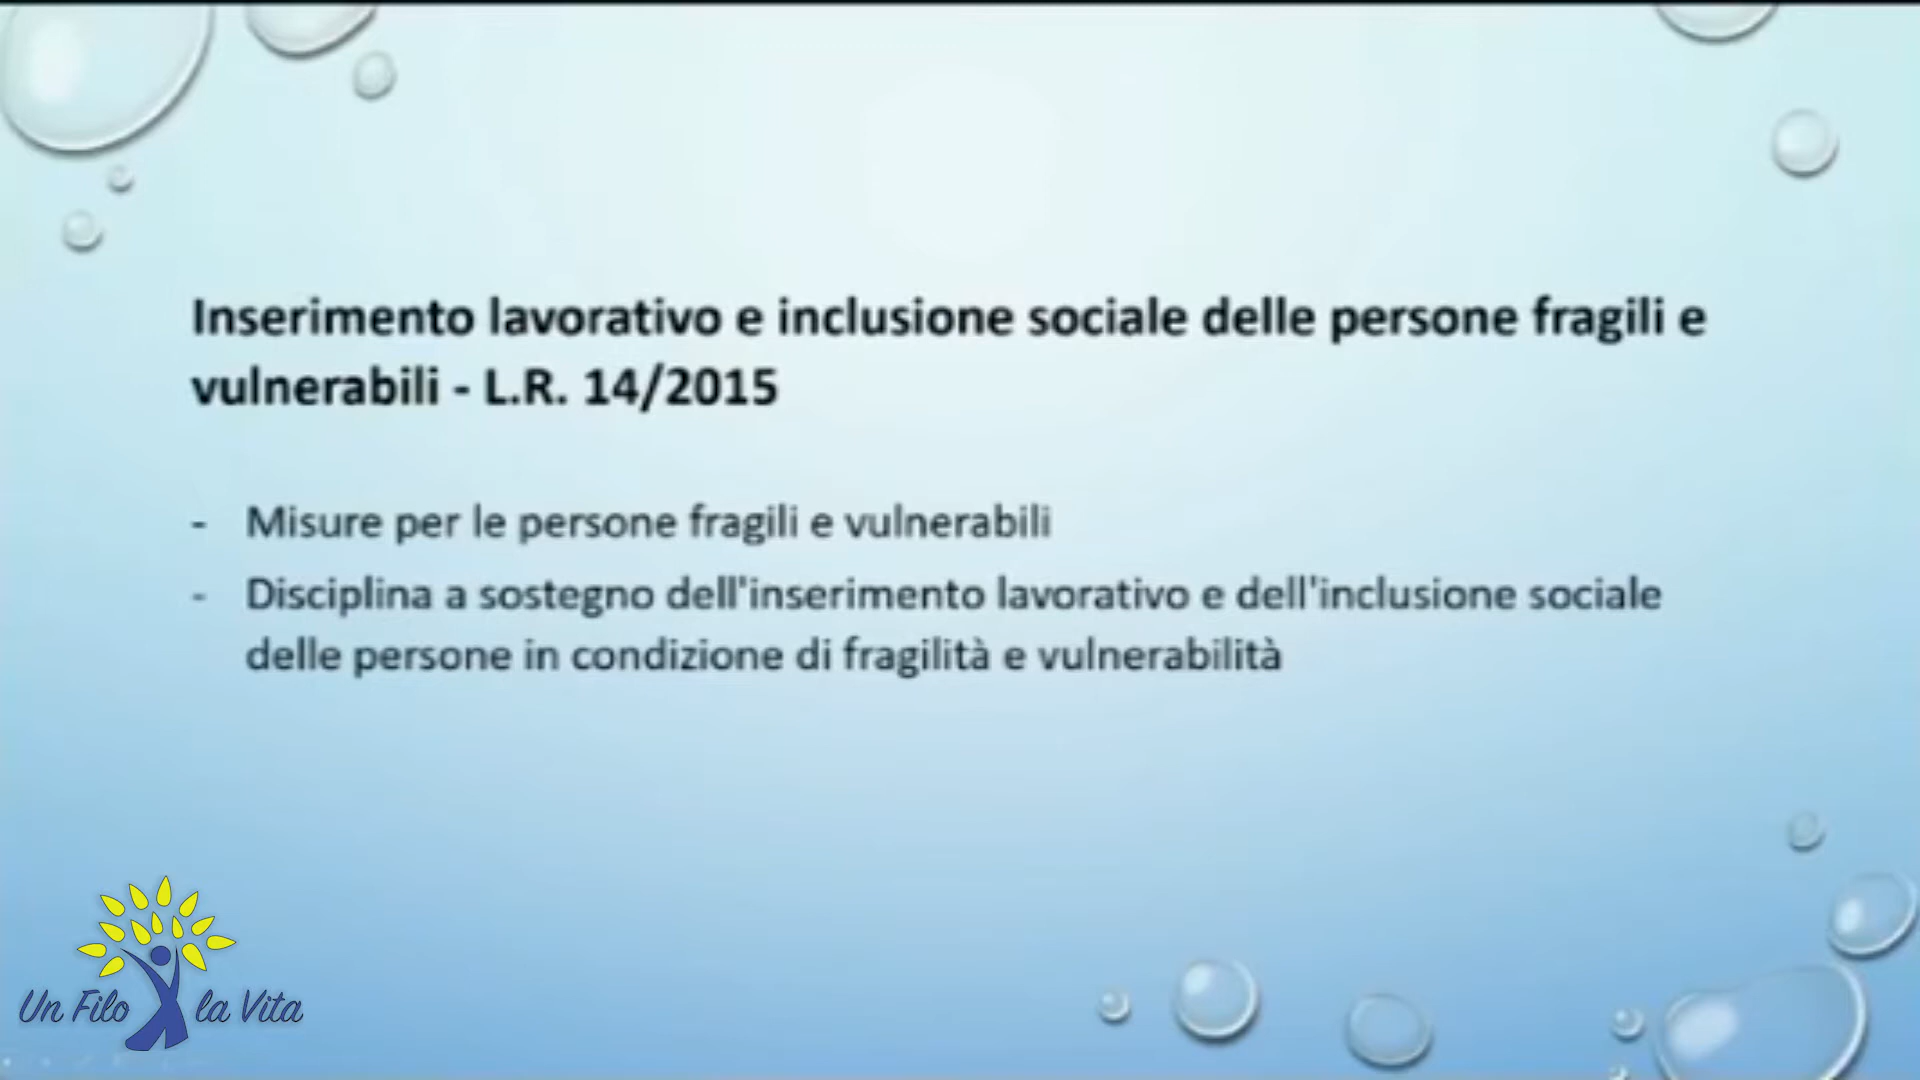 Inserimento lavorativo e inclusione sociale delle persone fragili e
vulnerabili - L.R. 14/2015
- Misure per le persone fragili e vulnerabili
- Disciplina a sostegno dell'inserimento lavorativo e dell'inclusione sociale
delle persone in condizione di fragilità e vulnerabilità
Un Filo la Vita